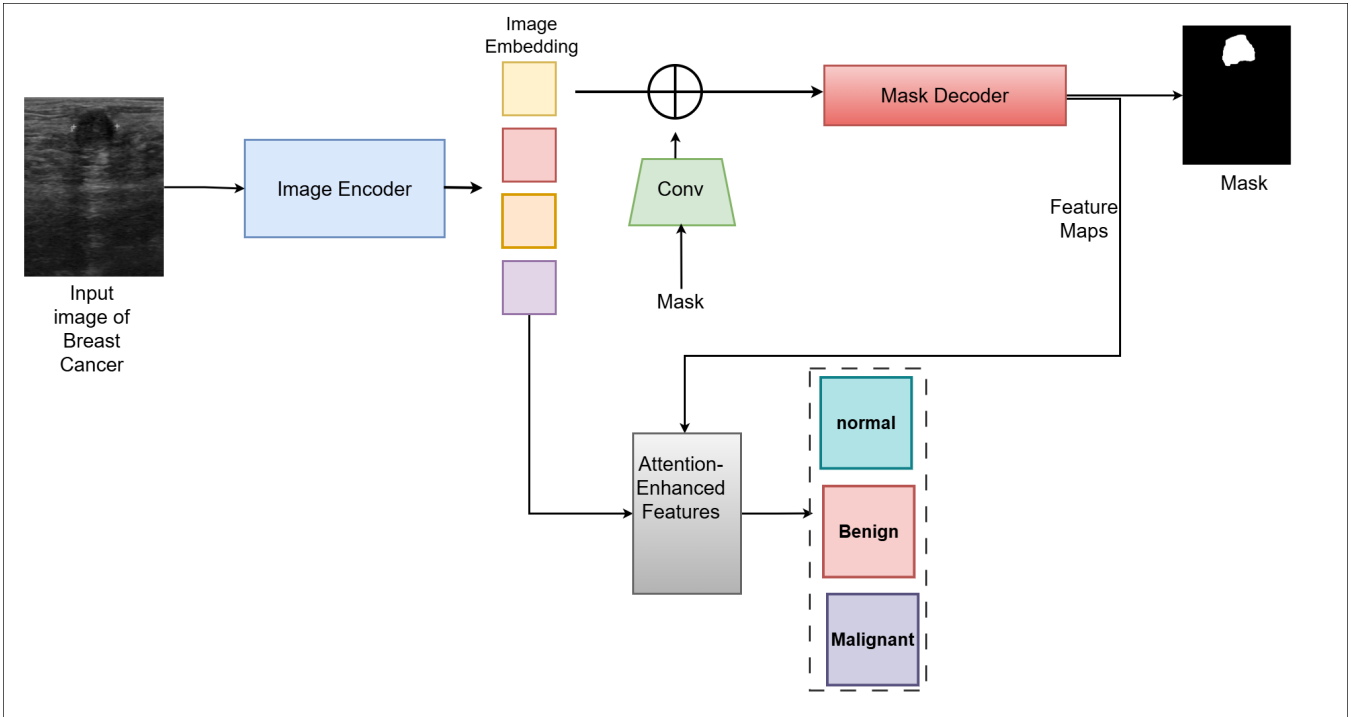 Image
Embedding
Mask Decoder
Image Encoder
Conv
Mask
Feature
Maps
Input
image of
Breast
Cancer
Mask
normal
Attention-
Enhanced
Features
Benign
Malignant